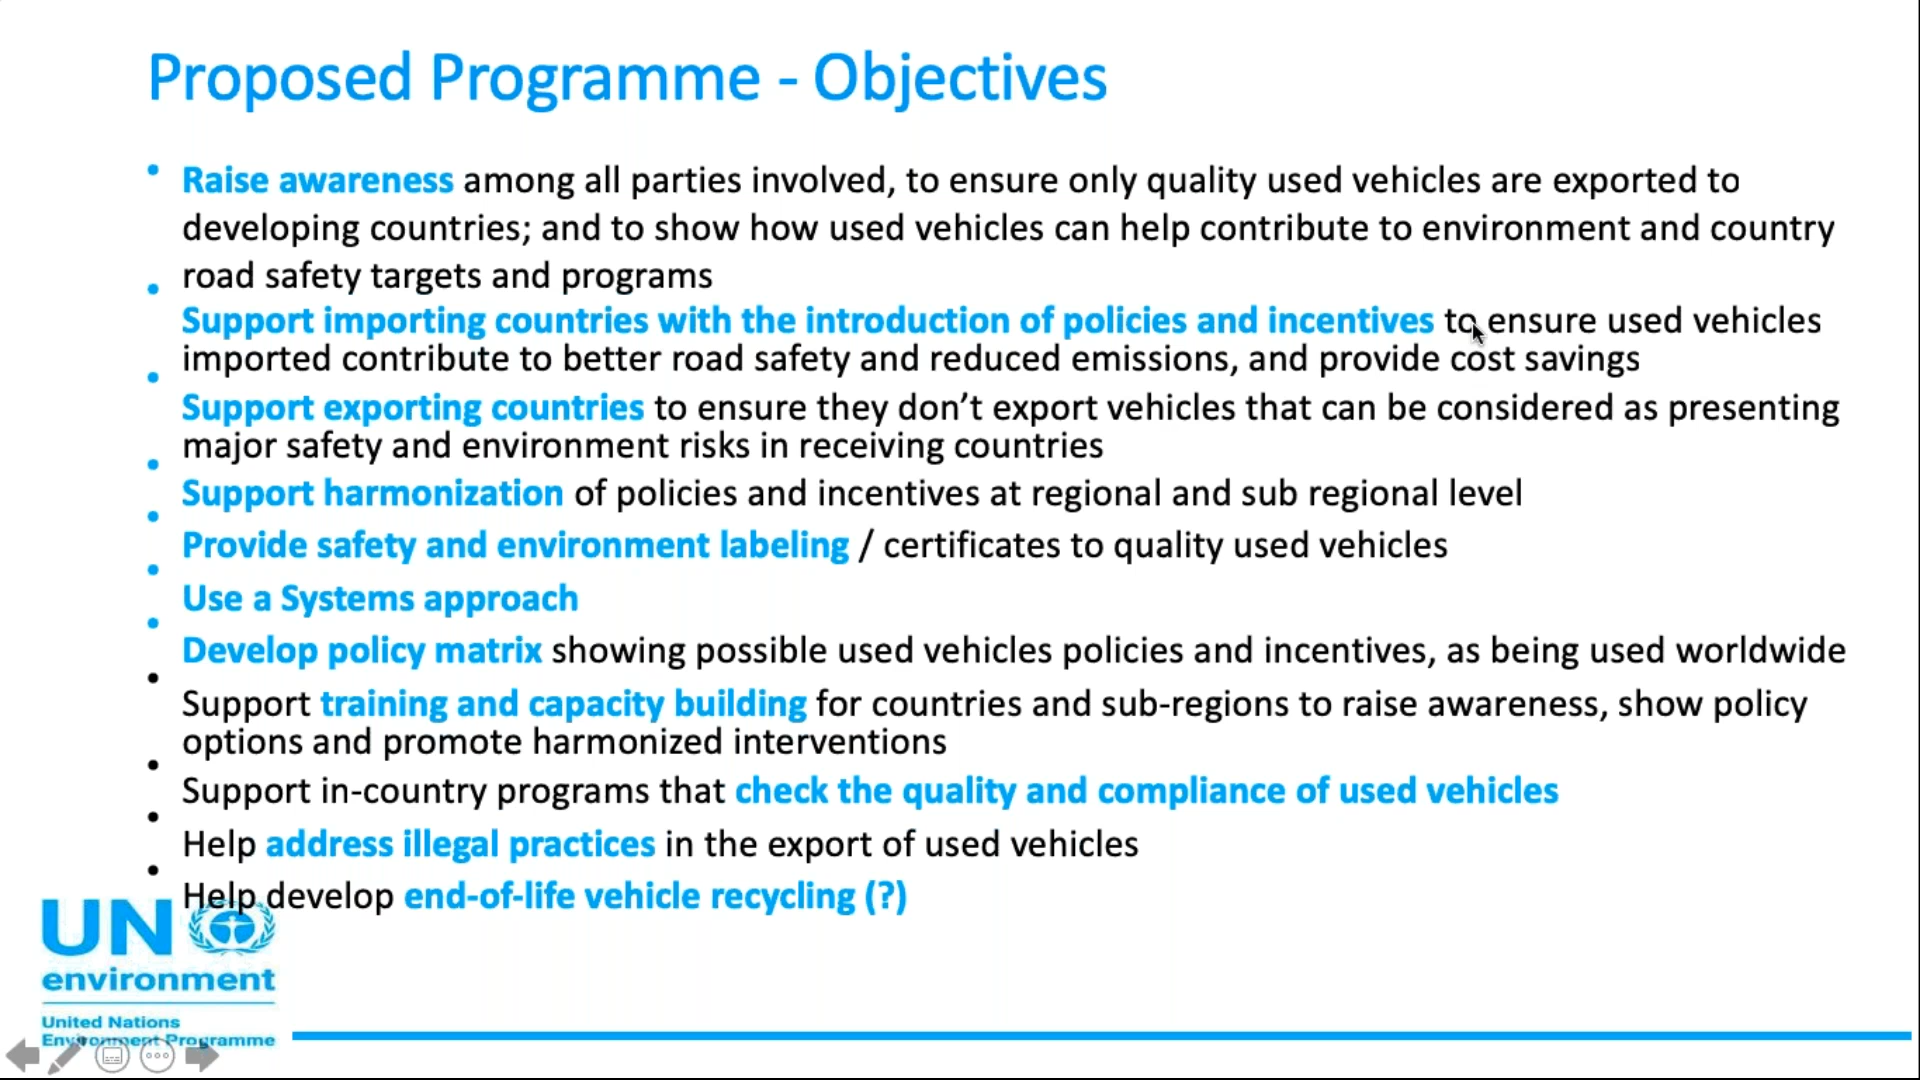 Proposed Programme - Objectives
• Raise awareness among all parties involved, to ensure only quality used vehicles are exported to
developing countries; and to show how used vehicles can help contribute to environment and country
road safety targets and programs
• Support importing countries with the introduction of policies and incentives to ensure used vehicles
imported contribute to better road safety and reduced emissions, and provide cost savings
• Support exporting countries to ensure they don’t export vehicles that can be considered as presenting
major safety and environment risks in receiving countries
• Support harmonization of policies and incentives at regional and sub regional level
• Provide safety and environment labeling / certificates to quality used vehicles
• Use a Systems approach
• Develop policy matrix showing possible used vehicles policies and incentives, as being used worldwide
• Support training and capacity building for countries and sub-regions to raise awareness, show policy
options and promote harmonized interventions
• Support in-country programs that check the quality and compliance of used vehicles
• Help address illegal practices in the export of used vehicles
• Help develop end-of-life vehicle recycling (?)
UN
environment
United Nations
Environment Programme